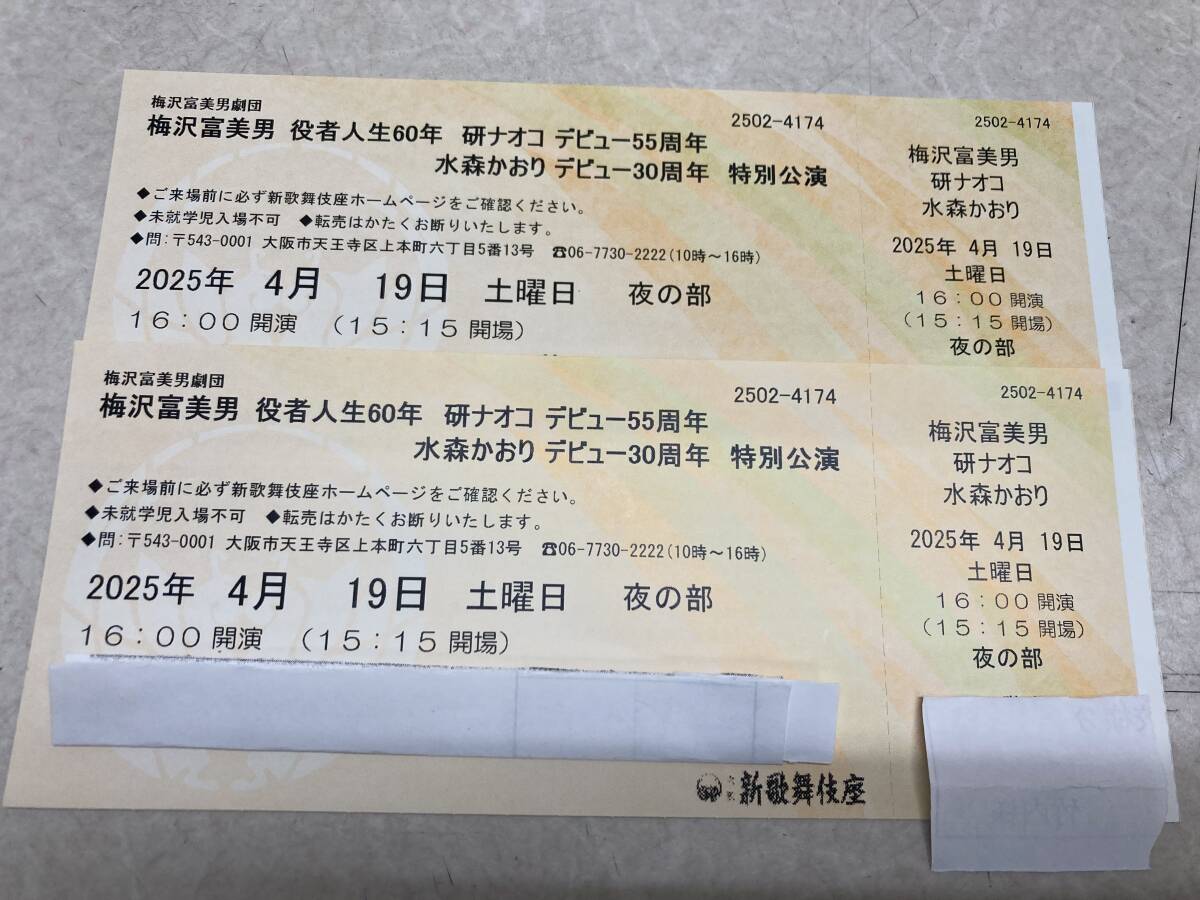 梅沢富美男劇団
梅沢富美男 役者人生60年 研ナオコ デビュー55周年
水森かおり デビュー30周年 特別公演
2502-4174
◆ご来場前に必ず新歌舞伎座ホームページをご確認ください。
◆未就学児入場不可 ◆転売はかたくお断りいたします。
◆問:〒543-0001 大阪市天王寺区上本町六丁目5番13号 ☎06-7730-2222(10時~16時)
2025年 4月 19日 土曜日 夜の部
16:00開演 (15:15開場)
2502-4174
梅沢富美男
研ナオコ
水森かおり
2025年 4月 19日
土曜日
16:00開演
(15:15開場)
夜の部
梅沢富美男劇団
梅沢富美男 役者人生60年 研ナオコ デビュー55周年
水森かおり デビュー30周年 特別公演
2502-4174
◆ご来場前に必ず新歌舞伎座ホームページをご確認ください。
◆未就学児入場不可 ◆転売はかたくお断りいたします。
◆問:〒543-0001 大阪市天王寺区上本町六丁目5番13号 ☎06-7730-2222(10時~16時)
2025年 4月 19日 土曜日 夜の部
16:00開演 (15:15開場)
新歌舞伎座
2502-4174
梅沢富美男
研ナオコ
水森かおり
2025年 4月 19日
土曜日
16:00開演
(15:15開場)
夜の部